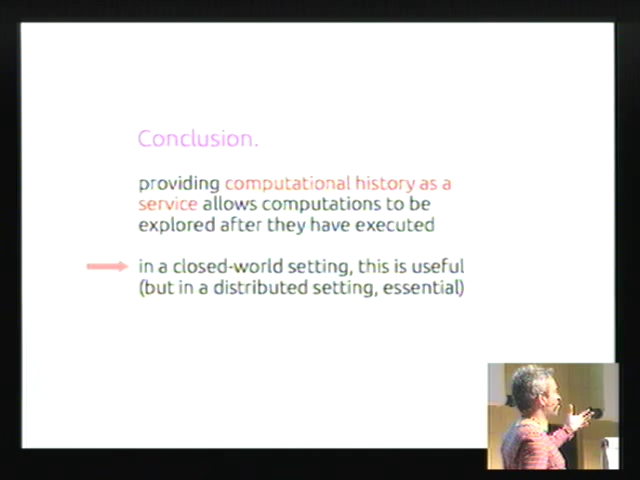 Conclusion.
providing computational history as a
service allows computations to be
explored after they have executed
in a closed-world setting, this is useful
(but in a distributed setting, essential)